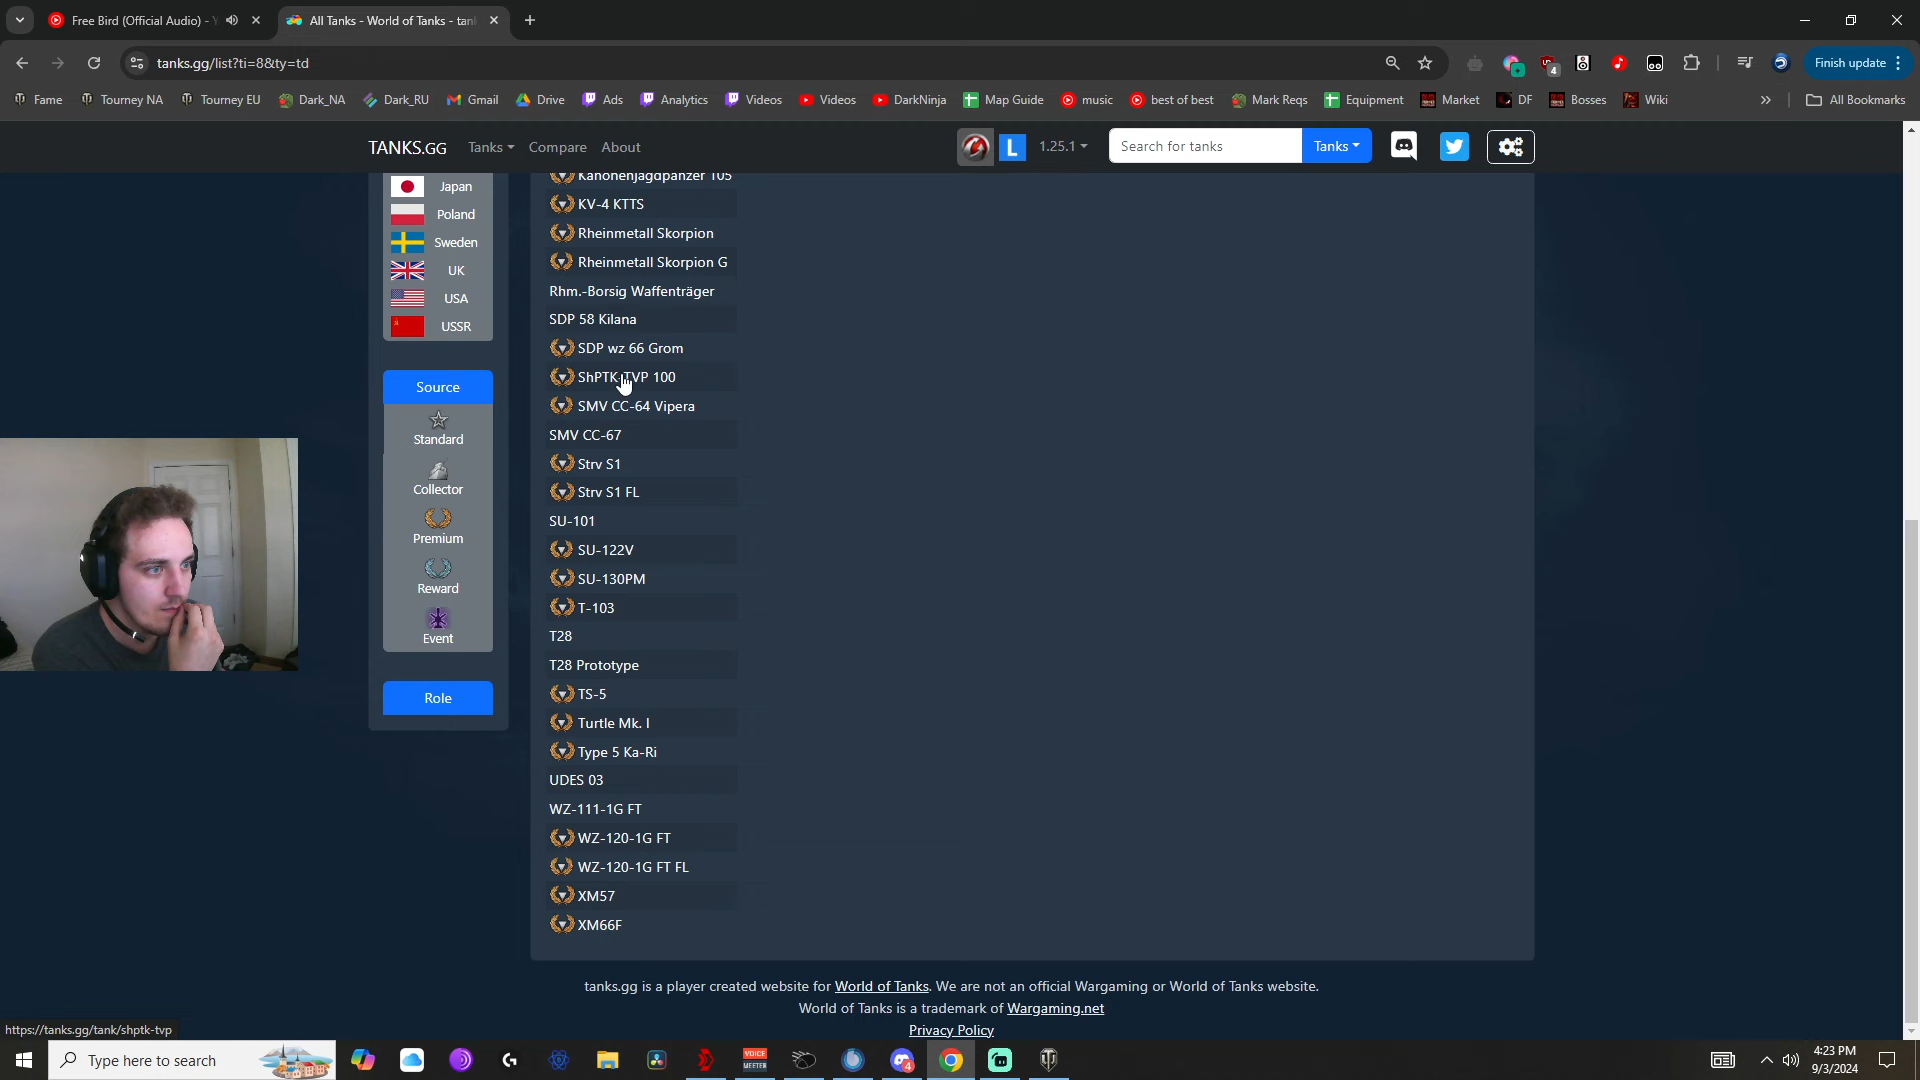 Free Bird (Official Audio) - Y
All Tanks - World of Tanks - tan
tanks.gg/list?ti=8&ty=td
4
Finish update
Fame
Tourney NA
Tourney EU
Dark_NA
Dark_RU
Gmail
Drive
Ads
Analytics
Videos
Videos
DarkNinja
Map Guide
music
best of best
Mark Reqs
Equipment
Market
DF
Bosses
Wiki
»
All Bookmarks
TANKS.GG
Tanks
Compare
About
L
1.25.1
Search for tanks
Tanks
Japan
Poland
Sweden
UK
USA
USSR
Source
Standard
Collector
Premium
Reward
Event
Role
Kanonenjagdpanzer 105
KV-4 KTTS
Rheinmetall Skorpion
Rheinmetall Skorpion G
Rhm.-Borsig Waffenträger
SDP 58 Kilana
SDP wz 66 Grom
ShPTK-TVP 100
SMV CC-64 Vipera
SMV CC-67
Strv S1
Strv S1 FL
SU-101
SU-122V
SU-130PM
T-103
T28
T28 Prototype
TS-5
Turtle Mk. I
Type 5 Ka-Ri
UDES 03
WZ-111-1G FT
WZ-120-1G FT
WZ-120-1G FT FL
XM57
XM66F
tanks.gg is a player created website for World of Tanks. We are not an official Wargaming or World of Tanks website.
World of Tanks is a trademark of Wargaming.net
Privacy Policy
https://tanks.gg/tank/shptk-tvp
Type here to search
VOICE
MEETER
4
4:23 PM
9/3/2024